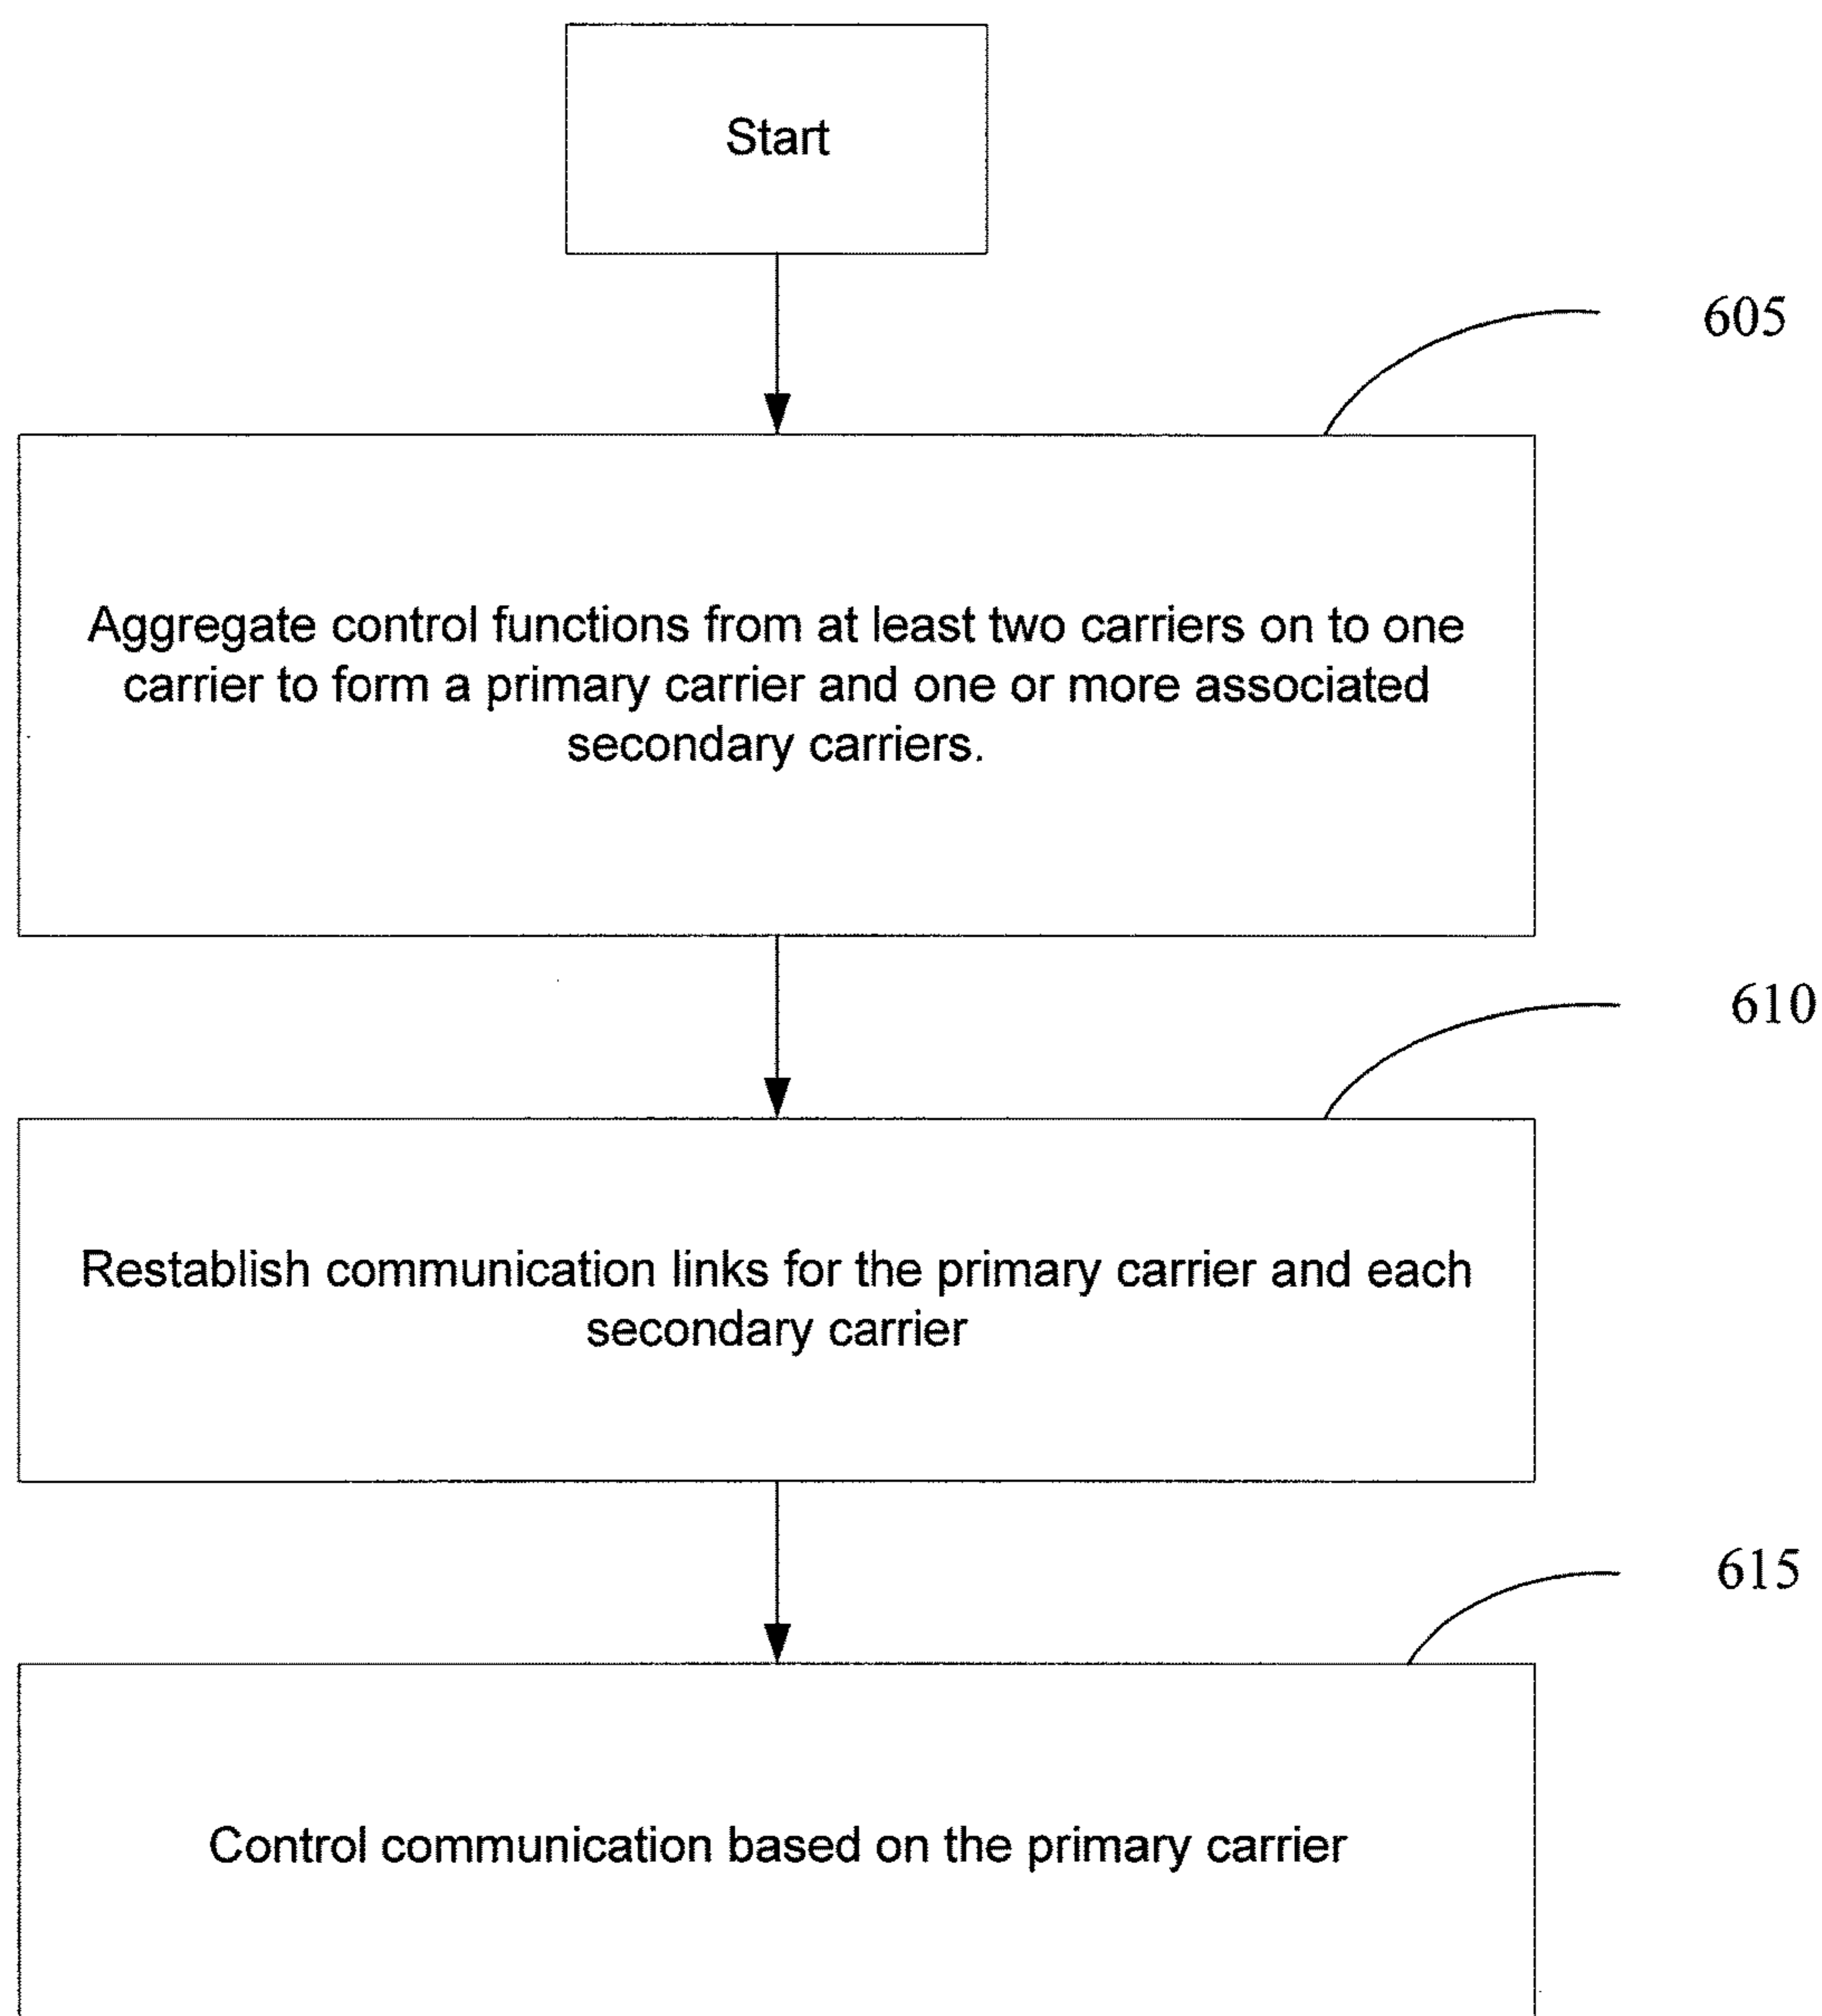 Start
605
Aggregate control functions from at least two carriers on to one
carrier to form a primary carrier and one or more associated
secondary carriers.
610
Restablish communication links for the primary carrier and each
secondary carrier
615
Control communication based on the primary carrier